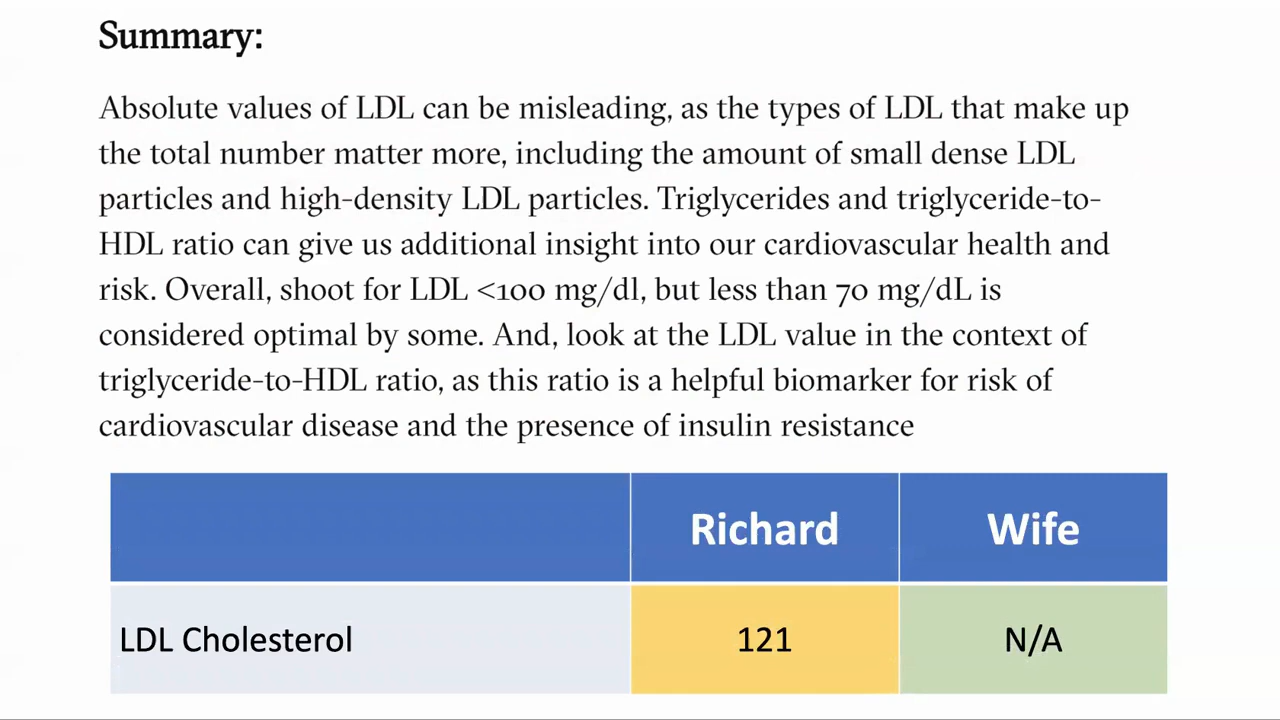 Summary:
Absolute values of LDL can be misleading, as the types of LDL that make up
the total number matter more, including the amount of small dense LDL
particles and high-density LDL particles. Triglycerides and triglyceride-to-
HDL ratio can give us additional insight into our cardiovascular health and
risk. Overall, shoot for LDL <100 mg/dl, but less than 70 mg/dL is
considered optimal by some. And, look at the LDL value in the context of
triglyceride-to-HDL ratio, as this ratio is a helpful biomarker for risk of
cardiovascular disease and the presence of insulin resistance
Richard Wife
LDL Cholesterol 121 N/A